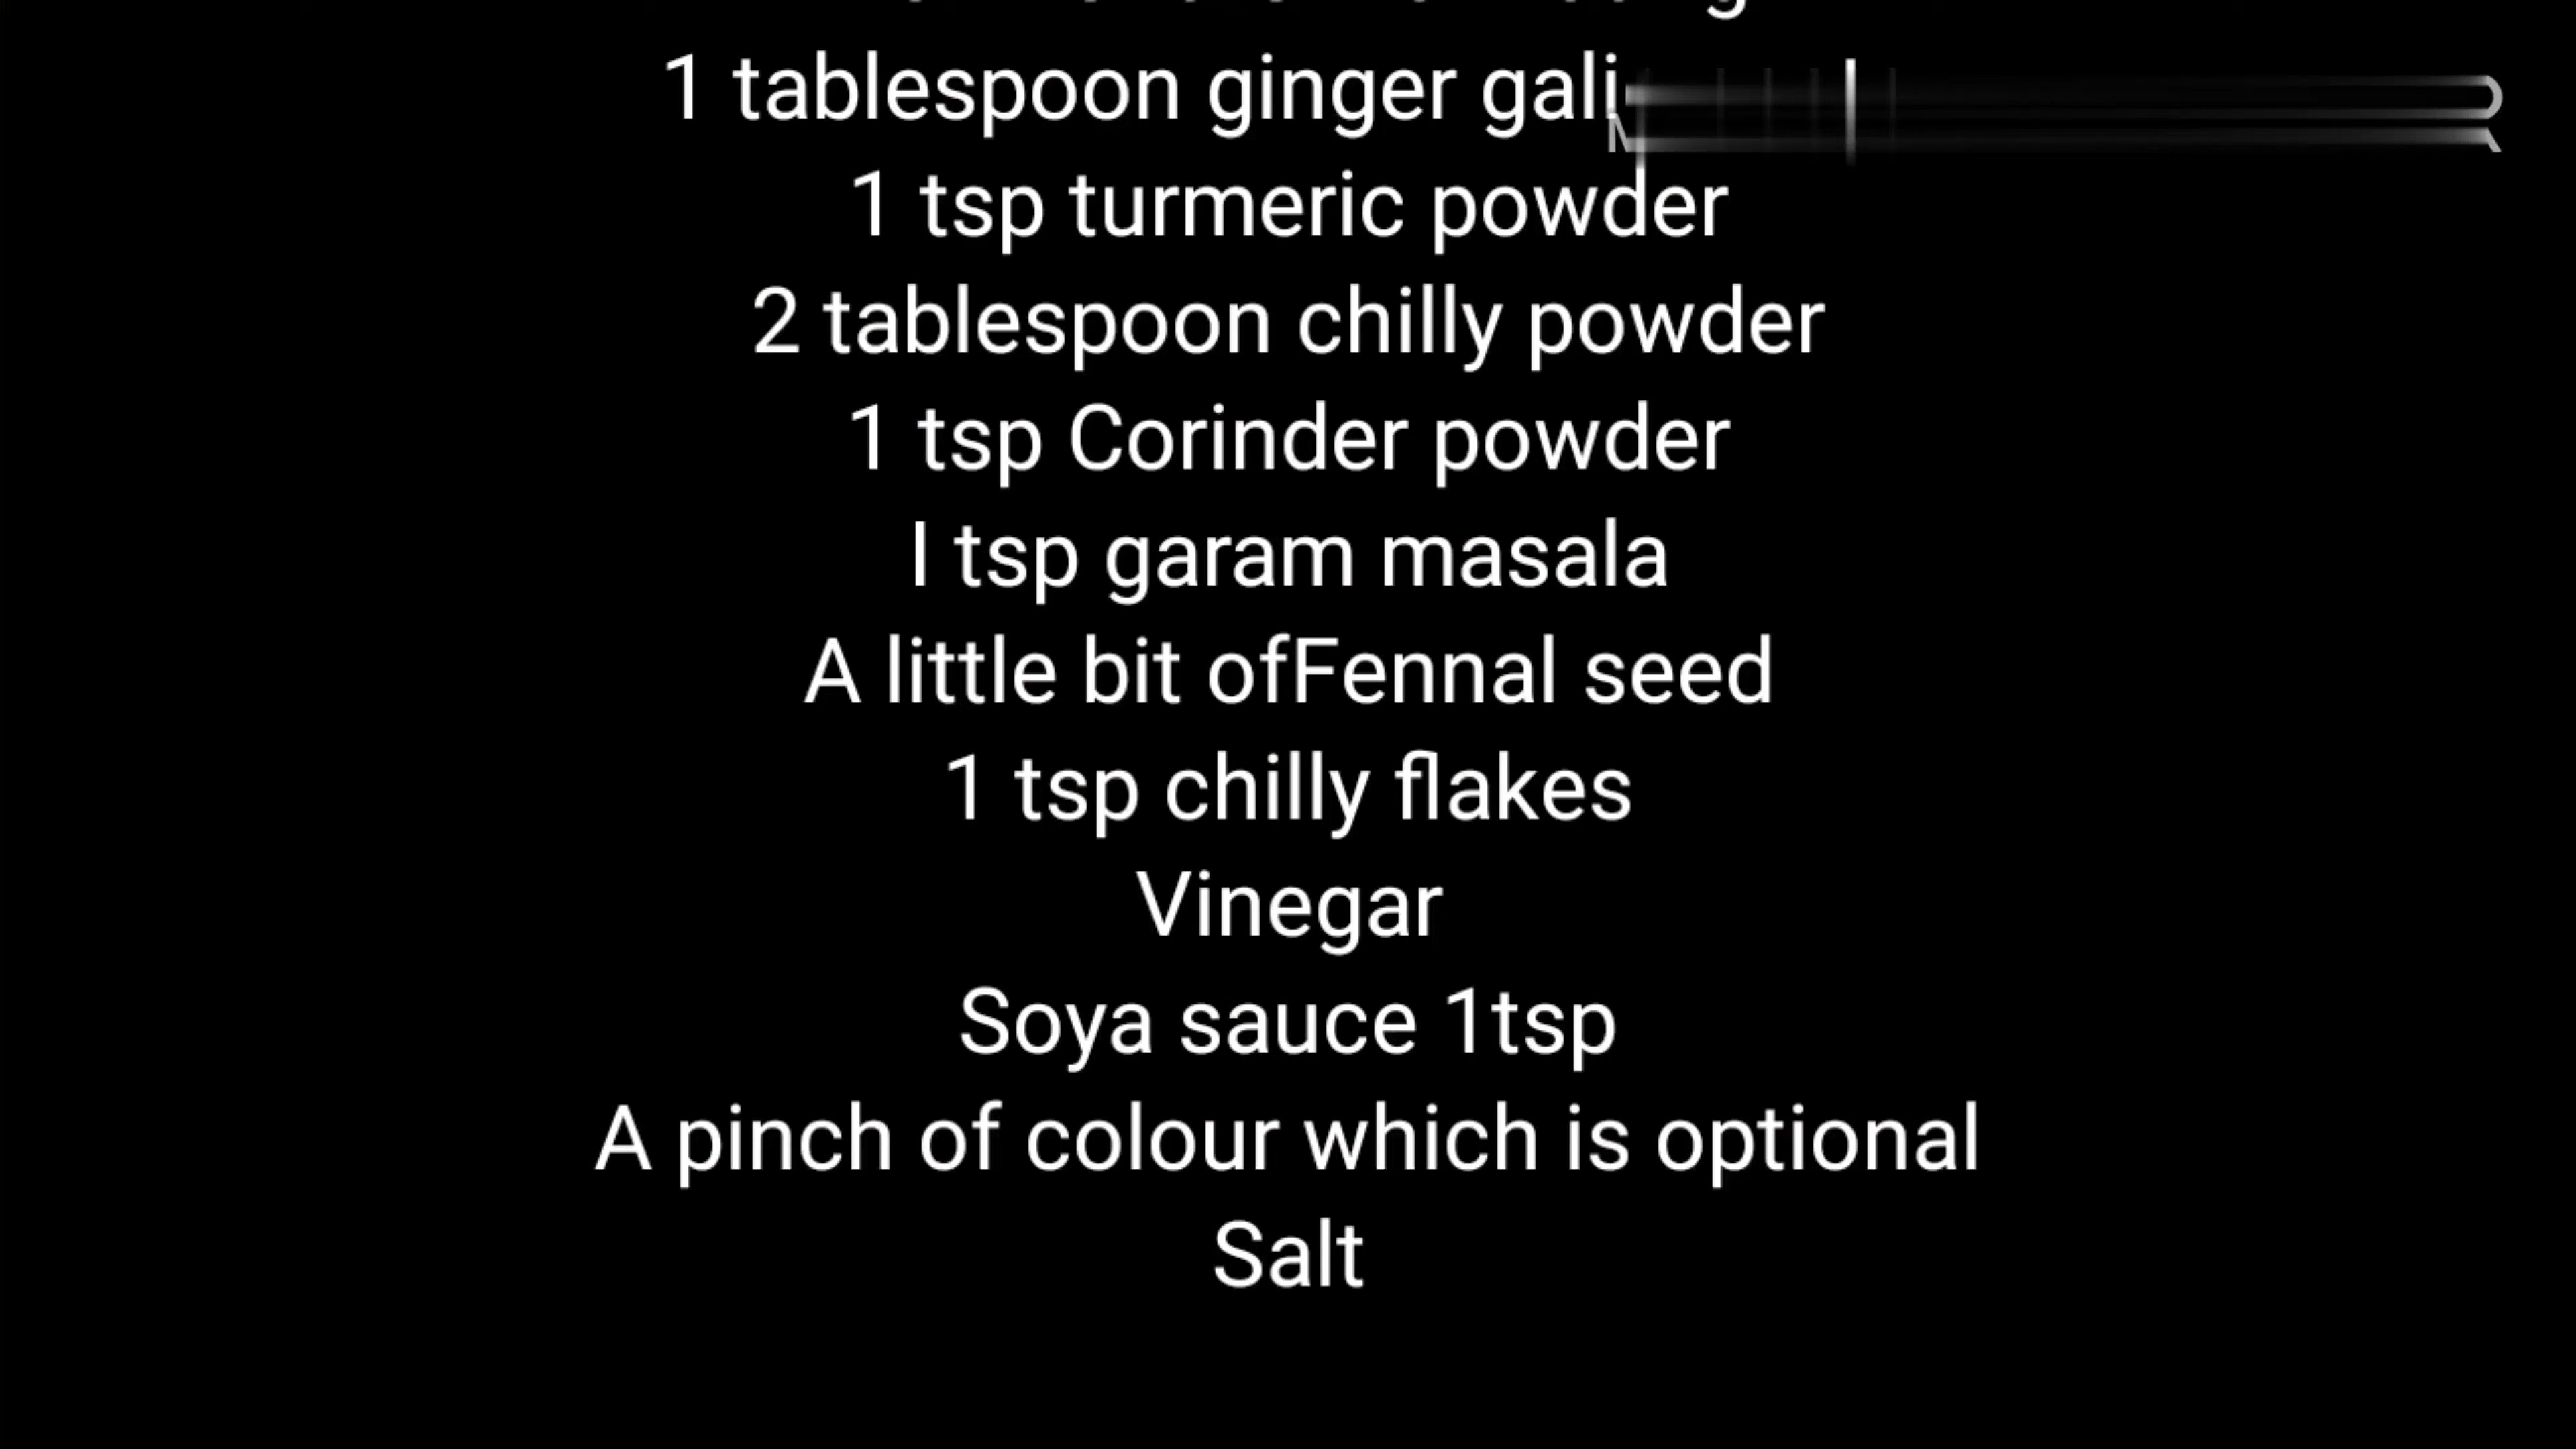 1 tablespoon ginger
1 tsp turmeric powder
2 tablespoon chilly powder
1 tsp Corinder powder
I tsp garam masala
A little bit ofFennal seed
1 tsp chilly flakes
Vinegar
Soya sauce 1tsp
A pinch of colour which is optional
Salt